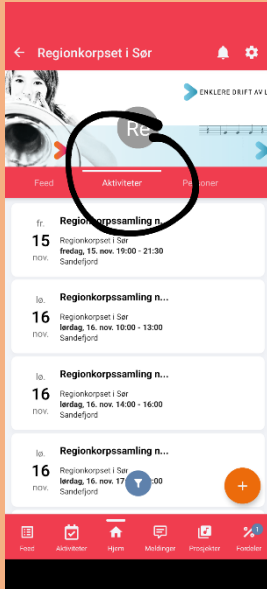 Regionkorpset i Sør
ENKLERE DRIFT AV L
Re
Feed
Aktiviteter
Personer
fr.
15
nov.
Regionkorpssamling n...
Regionkorpset i Sør
fredag, 15. nov. 19:00 - 21:30
Sandefjord
lø.
16
nov.
Regionkorpssamling n...
Regionkorpset i Sør
lørdag, 16. nov. 10:00 - 13:00
Sandefjord
lø.
16
nov.
Regionkorpssamling n...
Regionkorpset i Sør
lørdag, 16. nov. 14:00 - 16:00
Sandefjord
lø.
16
nov.
Regionkorpssamling n...
Regionkorpset i Sør
lørdag, 16. nov. 17 :00
Sandefjord
Feed
Aktiviteter
Hjem
Meldinger
Prosjekter
1
Fordeler